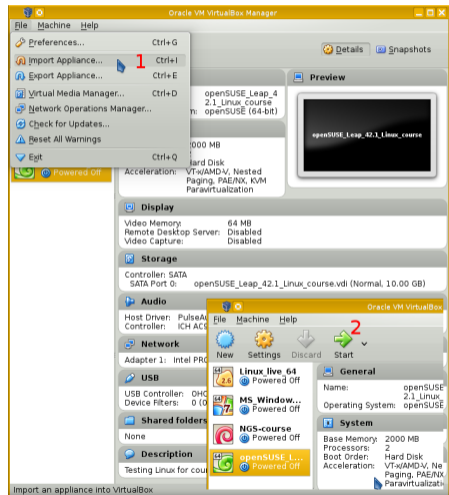 Oracle VM VirtualBox Manager
File Machine Help
Preferences... Ctrl+G
Import Appliance... Ctrl+I
1
Export Appliance... Ctrl+E
Virtual Media Manager... Ctrl+D
Network Operations Manager...
Check for Updates...
Reset All Warnings
Exit Ctrl+Q
Powered Off
Details Snapshots
openSUSE_Leap_4
2.1_Linux_course
openSUSE (64-bit)
Preview
openSUSE_Leap_42.1_Linux_course
2000 MB
Hard Disk
Acceleration: VT-x/AMD-V, Nested
Paging, PAE/NX, KVM
Paravirtualization
Display
Video Memory: 64 MB
Remote Desktop Server: Disabled
Video Capture: Disabled
Storage
Controller: SATA
SATA Port 0: openSUSE_Leap_42.1_Linux_course.vdi (Normal, 10.00 GB)
Audio
Host Driver: PulseAu
Controller: ICH AC9
Network
Adapter 1: Intel PRO
USB
USB Controller: OHC
Device Filters: 0 (0
Shared folders
None
Description
Testing Linux for cour
Import an appliance into VirtualBox
Oracle VM VirtualBox
File Machine Help
2
New Settings Discard Start
Linux_live_64
Powered Off
MS_Window...
Powered Off
NGS-course
Powered Off
openSUSE_L...
Powered Off
General
Name: openSUSE
2.1_Linux_
Operating System: openSUSE
System
Base Memory: 2000 MB
Processors: 2
Boot Order: Hard Disk
Acceleration: VT-x/AMD-V, Ne
Paging, PAE/NX
Paravirtualizati